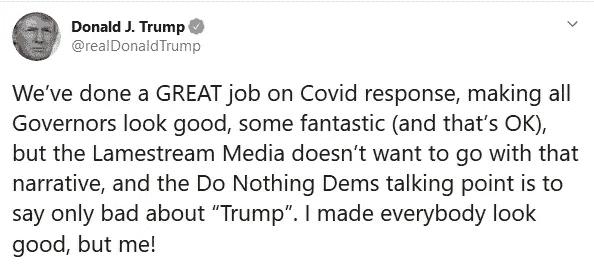 Donald J. Trump
@realDonaldTrump
We’ve done a GREAT job on Covid response, making all
Governors look good, some fantastic (and that’s OK),
but the Lamestream Media doesn’t want to go with that
narrative, and the Do Nothing Dems talking point is to
say only bad about “Trump”. I made everybody look
good, but me!